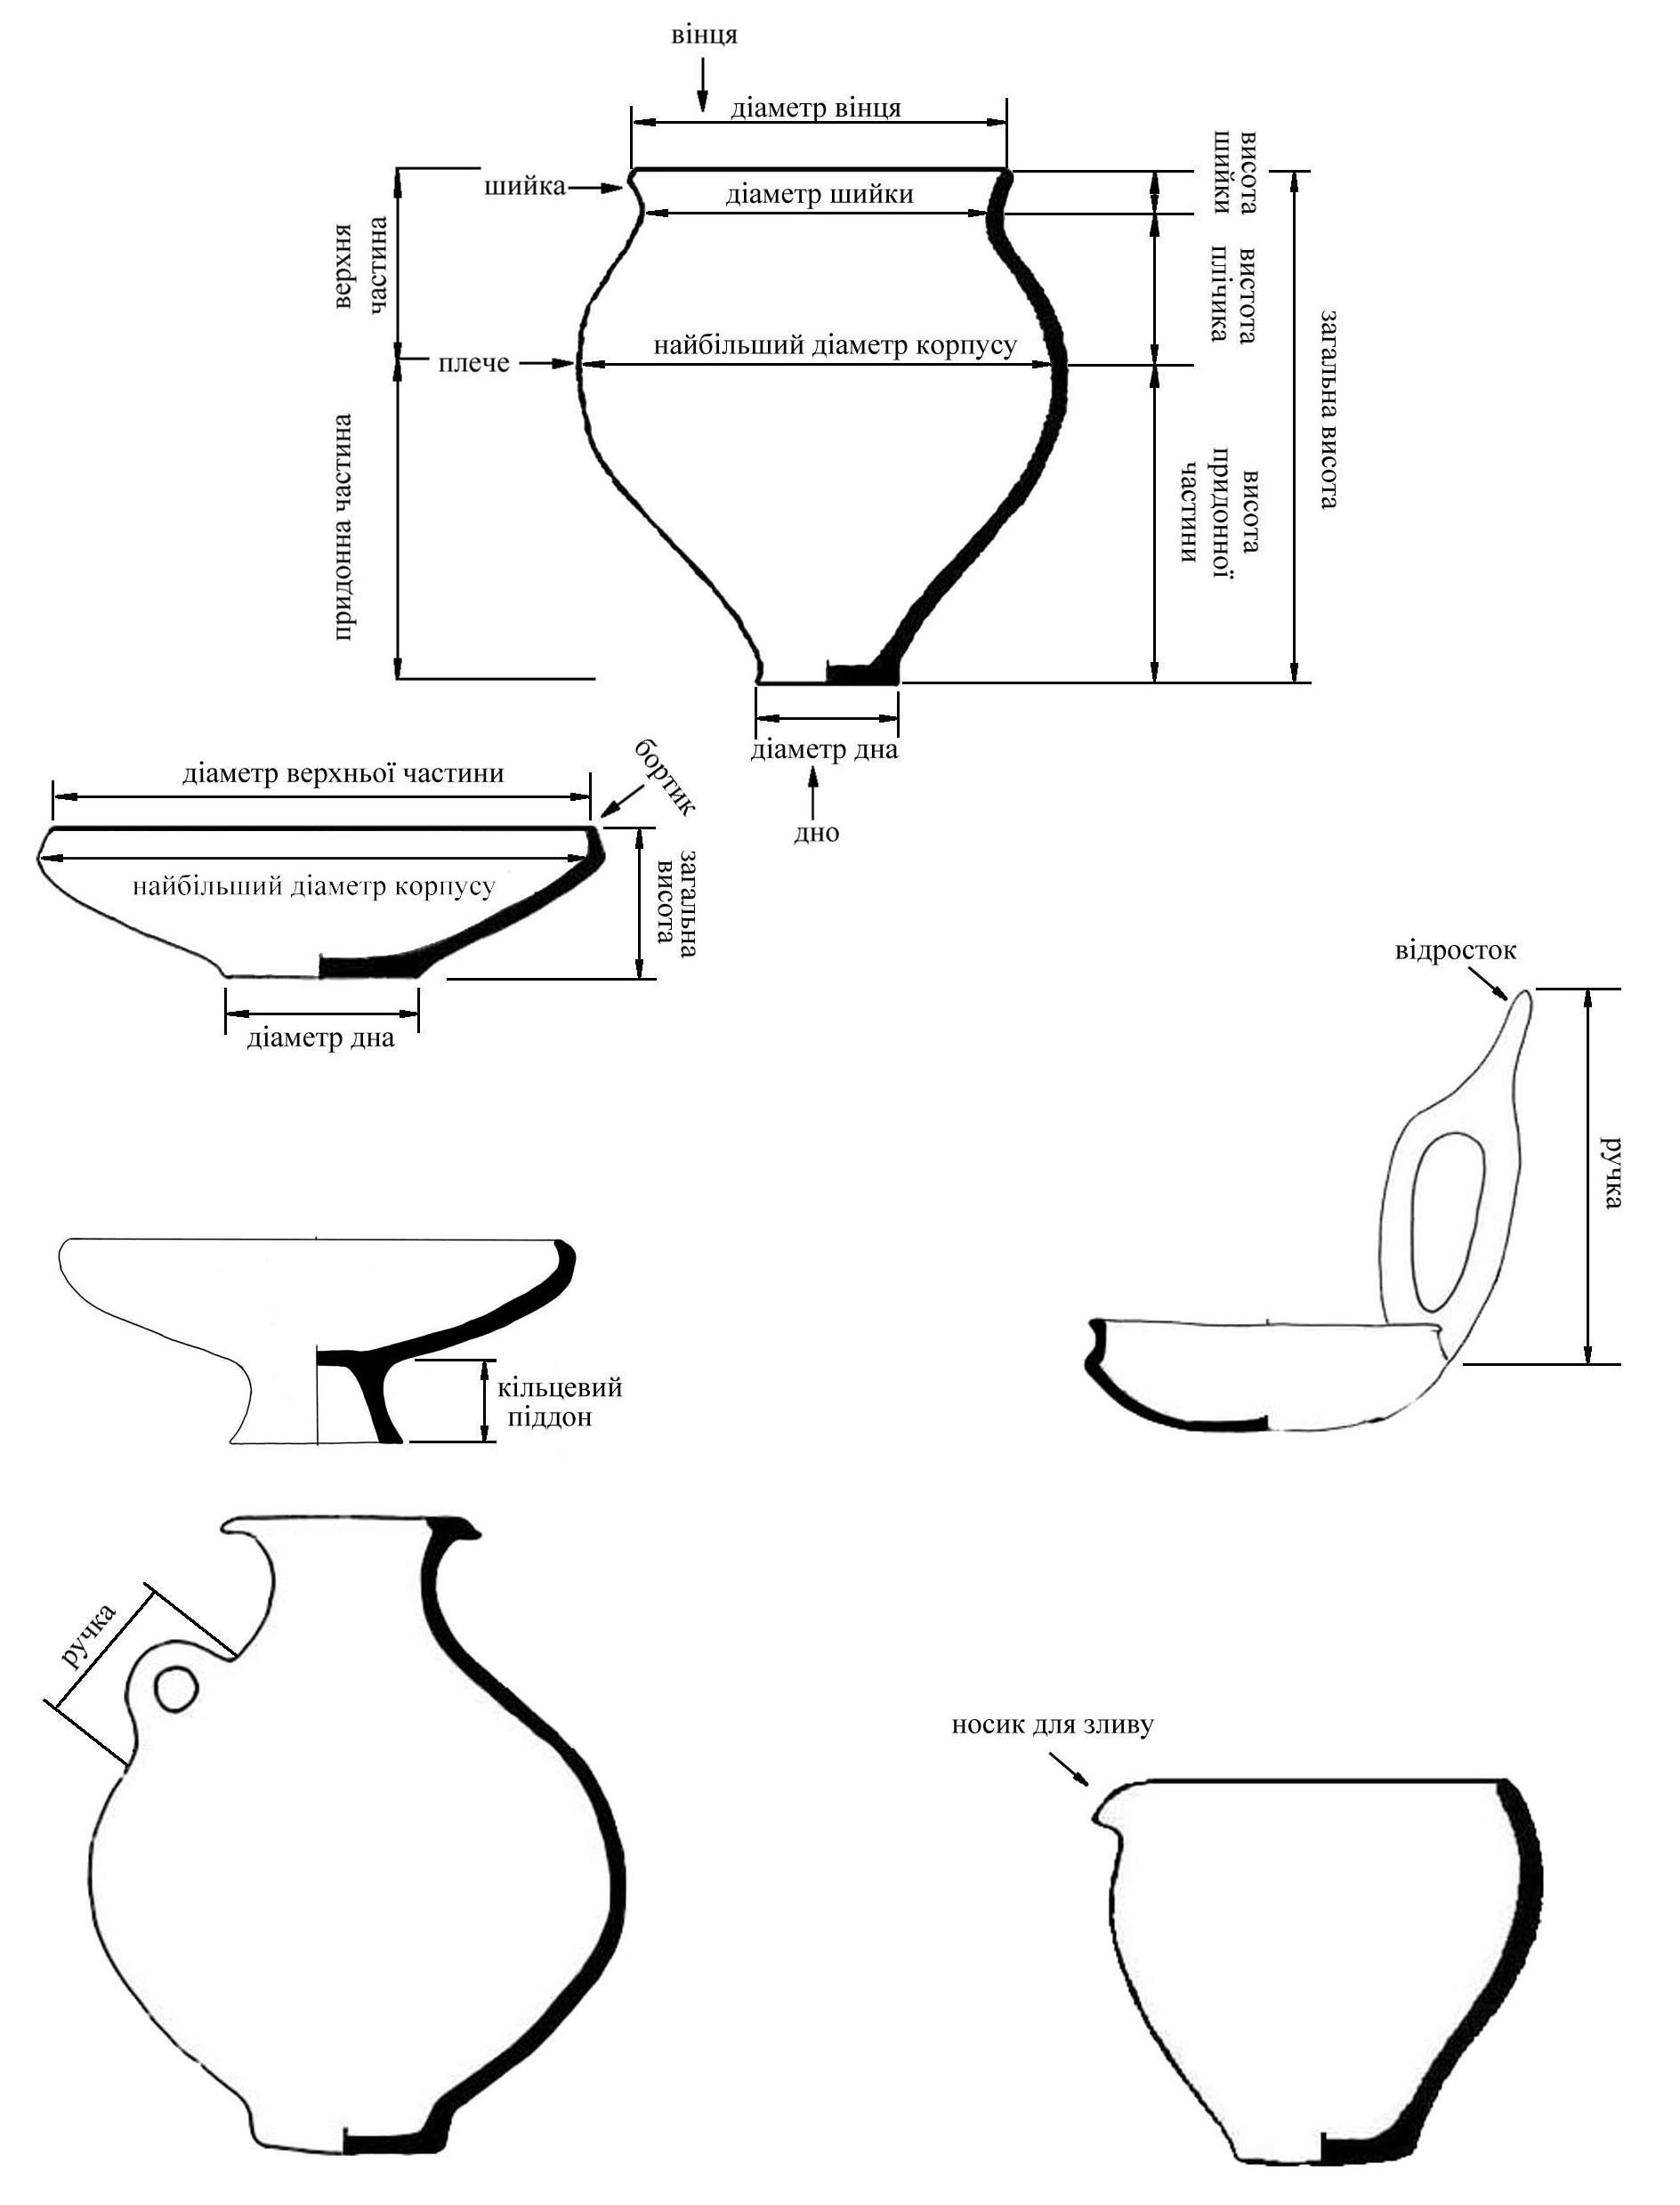 вінця
діаметр вінця
шийка
діаметр шийки
висота
шийки
верхня
частина
вистота
плічика
плече
найбільший діаметр корпусу
загальна висота
придонна частина
висота
придонної
частини
діаметр дна
дно
діаметр верхньої частини
бортик
найбільший діаметр корпусу
загальна
висота
діаметр дна
відросток
ручка
кільцевий
піддон
ручка
носик для зливу